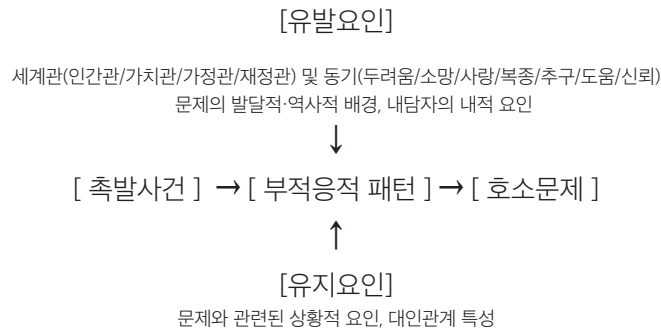 [유발요인]
세계관(인간관/가치관/가정관/재정관) 및 동기(두려움/소망/사랑/복종/추구/도움/신뢰)
문제의 발달적·역사적 배경, 내담자의 내적 요인
↓
[ 촉발사건 ] → [ 부적응적 패턴 ] → [ 호소문제 ]
↑
[유지요인]
문제와 관련된 상황적 요인, 대인관계 특성